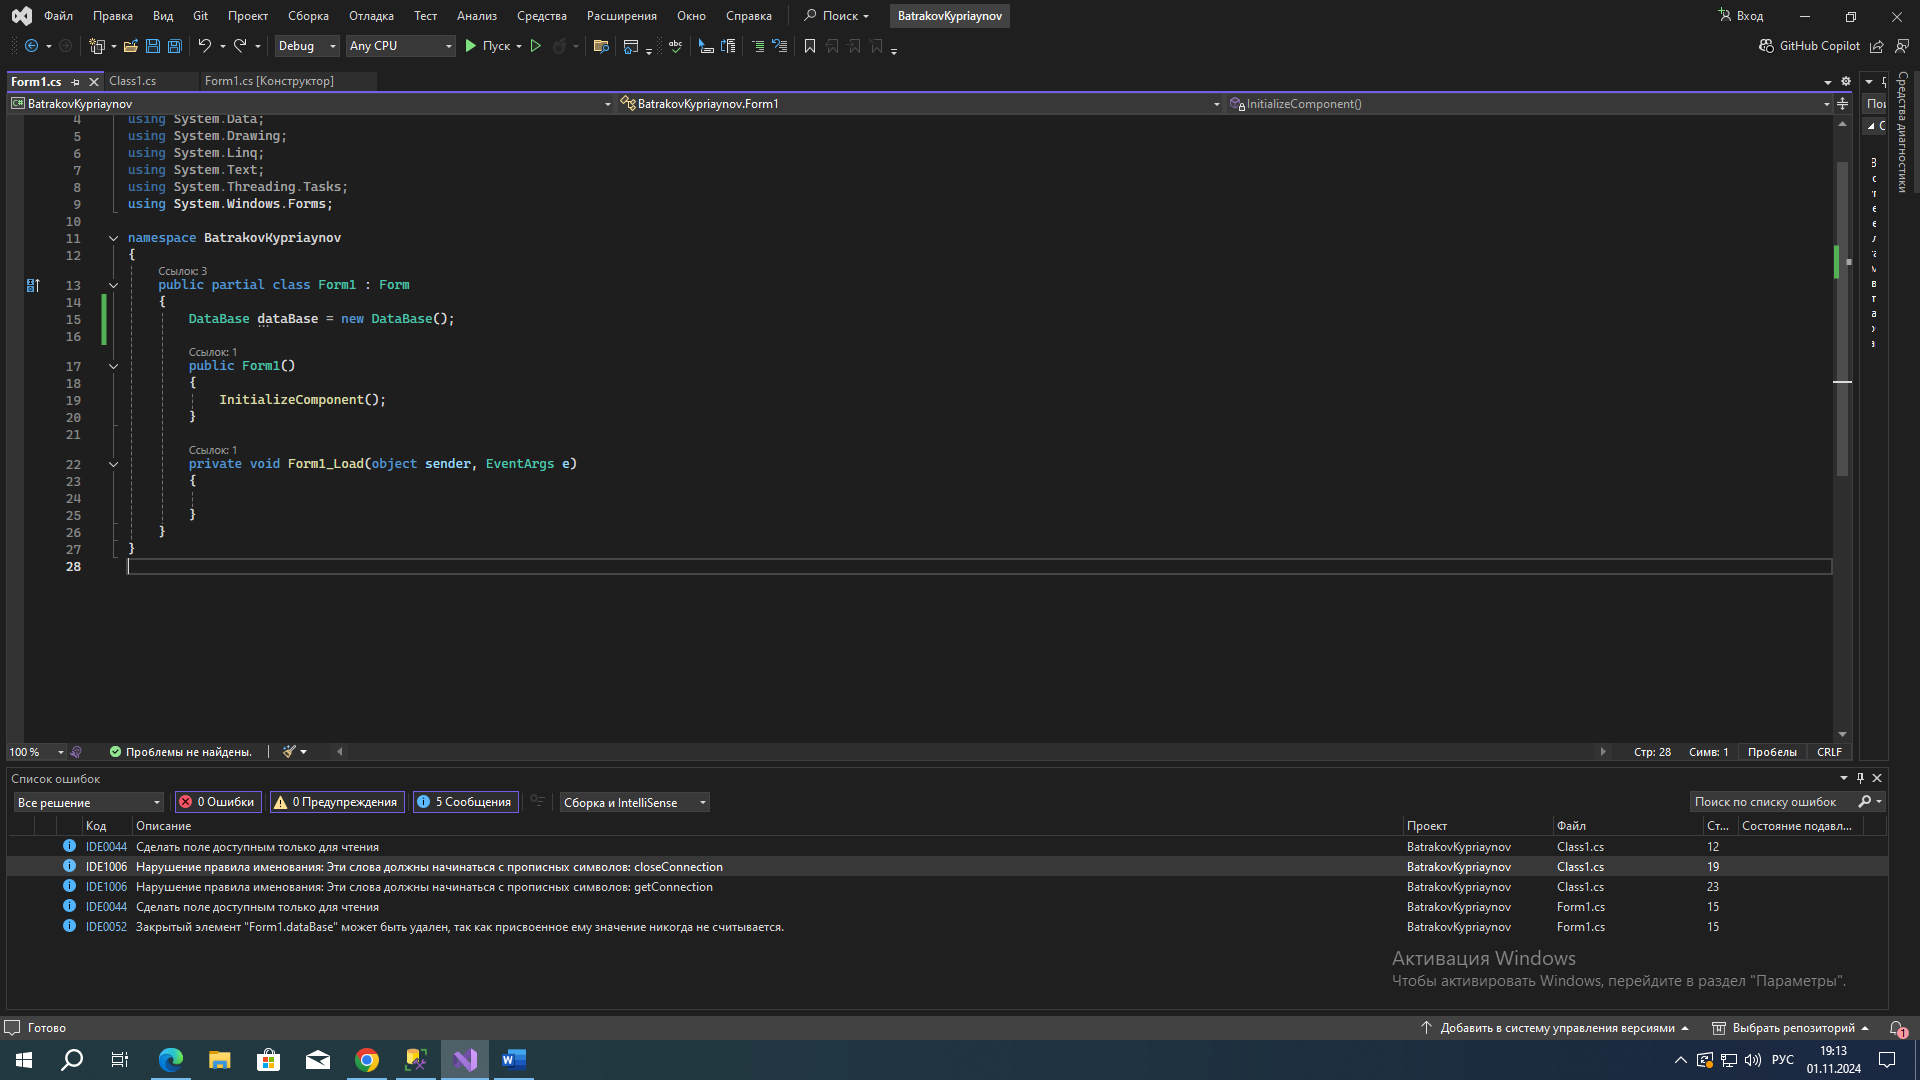 Файл Правка Вид Git Проект Сборка Отладка Тест Анализ Средства Расширения Окно Справка Поиск BatrakovKypriaynov Вход
Debug Any CPU Пуск GitHub Copilot
Form1.cs Class1.cs Form1.cs [Конструктор]
BatrakovKypriaynov BatrakovKypriaynov.Form1 InitializeComponent()
Средства диагностики
4 using System.Data;
5 using System.Drawing;
6 using System.Linq;
7 using System.Text;
8 using System.Threading.Tasks;
9 using System.Windows.Forms;
10
11 namespace BatrakovKypriaynov
12 {
Ссылок: 3
13 public partial class Form1 : Form
14 {
15 DataBase dataBase = new DataBase();
16
Ссылок: 1
17 public Form1()
18 {
19 InitializeComponent();
20 }
21
Ссылок: 1
22 private void Form1_Load(object sender, EventArgs e)
23 {
24
25 }
26 }
27 }
28
100 % Проблемы не найдены. Стр: 28 Симв: 1 Пробелы CRLF
Список ошибок
Все решение 0 Ошибки 0 Предупреждения 5 Сообщения Сборка и IntelliSense Поиск по списку ошибок
Код Описание Проект Файл Ст... Состояние подавл...
IDE0044 Сделать поле доступным только для чтения BatrakovKypriaynov Class1.cs 12
IDE1006 Нарушение правила именования: Эти слова должны начинаться с прописных символов: closeConnection BatrakovKypriaynov Class1.cs 19
IDE1006 Нарушение правила именования: Эти слова должны начинаться с прописных символов: getConnection BatrakovKypriaynov Class1.cs 23
IDE0044 Сделать поле доступным только для чтения BatrakovKypriaynov Form1.cs 15
IDE0052 Закрытый элемент "Form1.dataBase" может быть удален, так как присвоенное ему значение никогда не считывается. BatrakovKypriaynov Form1.cs 15
Активация Windows
Чтобы активировать Windows, перейдите в раздел "Параметры".
Готово Добавить в систему управления версиями Выбрать репозиторий 1
РУС 19:13
01.11.2024